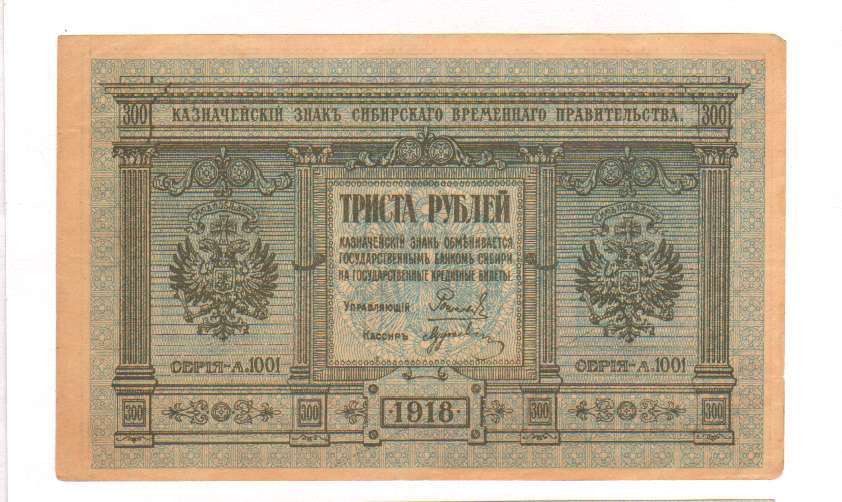 300 КАЗНАЧЕЙСКІЙ ЗНАКЪ СИБИРСКАГО ВРЕМЕННАГО ПРАВИТЕЛЬСТВА. 300
ТРИСТА РУБЛЕЙ
КАЗНАЧЕЙСКІЙ ЗНАКЪ ОБМѢНИВАЕТСЯ
ГОСУДАРСТВЕННЫМЪ БАНКОМЪ СИБИРИ
НА ГОСУДАРСТВЕННЫЕ КРЕДИТНЫЕ БИЛЕТЫ.
УПРАВЛЯЮЩІЙ
КАССИРЪ
СЕРІЯ-А.1001 СЕРІЯ-А.1001
300 300 ·1918· 300 300